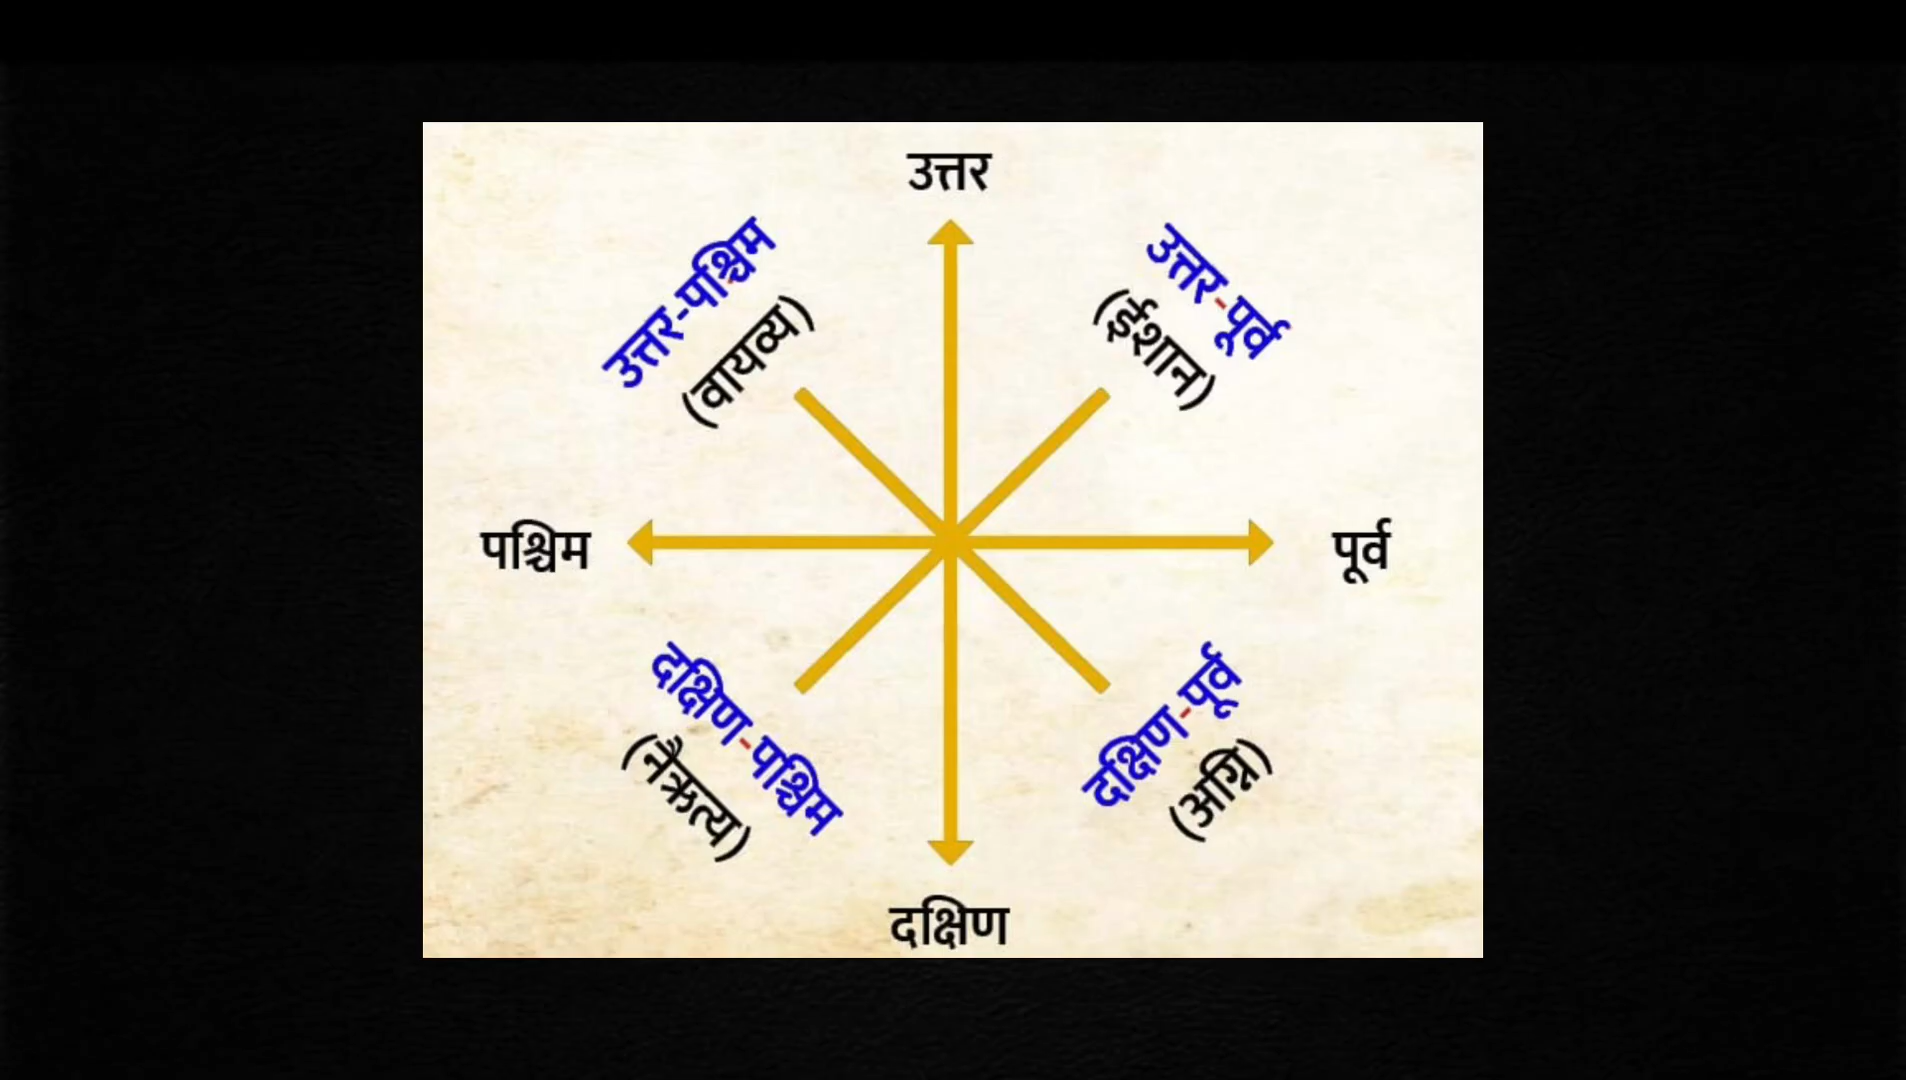 उत्तर
उत्तर-पश्चिम
(वायव्य)
उत्तर-पूर्व
(ईशान)
पश्चिम
पूर्व
दक्षिण-पश्चिम
(नैऋत्य)
दक्षिण-पूर्व
(अग्नि)
दक्षिण